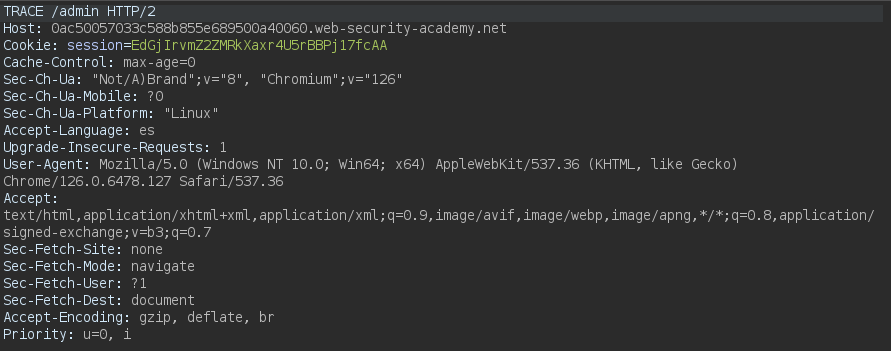 TRACE /admin HTTP/2
Host: 0ac50057033c588b855e689500a40060.web-security-academy.net
Cookie: session=EdGjIrvmZ2ZMRkXaxr4U5rBBPj17fcAA
Cache-Control: max-age=0
Sec-Ch-Ua: "Not/A)Brand";v="8", "Chromium";v="126"
Sec-Ch-Ua-Mobile: ?0
Sec-Ch-Ua-Platform: "Linux"
Accept-Language: es
Upgrade-Insecure-Requests: 1
User-Agent: Mozilla/5.0 (Windows NT 10.0; Win64; x64) AppleWebKit/537.36 (KHTML, like Gecko)
Chrome/126.0.6478.127 Safari/537.36
Accept:
text/html,application/xhtml+xml,application/xml;q=0.9,image/avif,image/webp,image/apng,*/*;q=0.8,application/
signed-exchange;v=b3;q=0.7
Sec-Fetch-Site: none
Sec-Fetch-Mode: navigate
Sec-Fetch-User: ?1
Sec-Fetch-Dest: document
Accept-Encoding: gzip, deflate, br
Priority: u=0, i